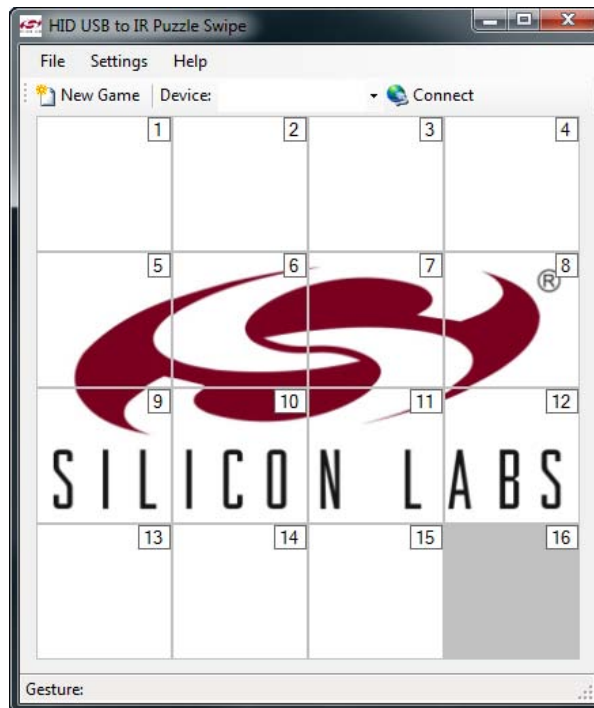 HID USB to IR Puzzle Swipe
File Settings Help
New Game Device: Connect
1 2 3 4
5 6 7 8
®
9 10 11 12
SILICON LABS
13 14 15 16
Gesture: